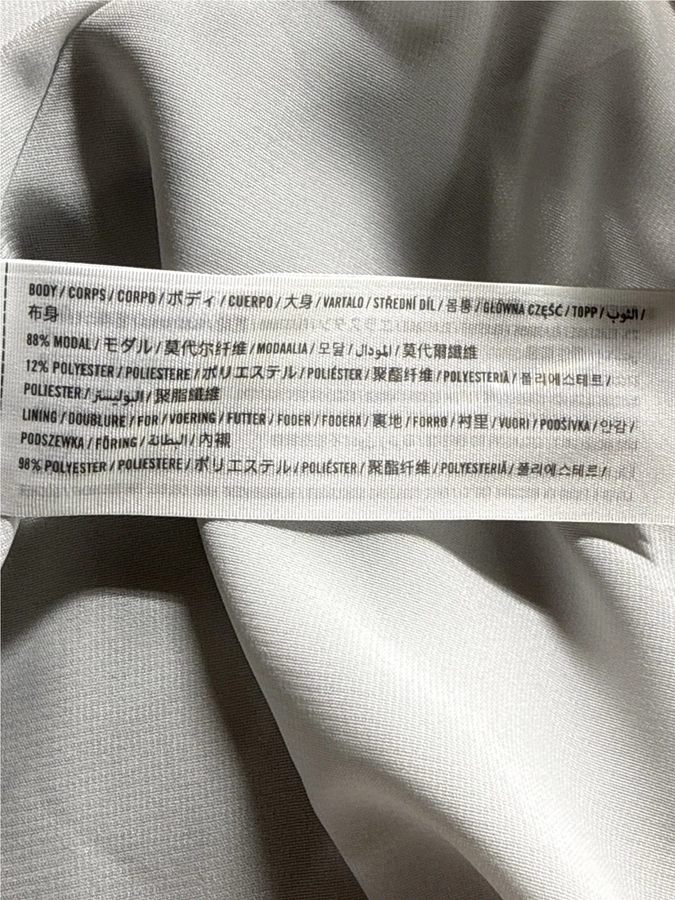 BODY / CORPS / CORPO / ボディ / CUERPO / 大身 / VARTALO / STŘEDNÍ DÍL / 몸통 / GŁÓWNA CZĘŚĆ / TOPP / الثوب /
布身
88% MODAL / モダル / 莫代尔纤维 / MODAALIA / 모달 / المودال / 莫代爾纖維
12% POLYESTER / POLIESTERE / ポリエステル / POLIÉSTER / 聚酯纤维 / POLYESTERIÄ / 폴리에스테르 /
POLIESTER / البوليستر / 聚脂纖維
LINING / DOUBLURE / FOR / VOERING / FUTTER / FODER / FODERA / 裏地 / FORRO / 衬里 / VUORI / PODŠÍVKA / 안감 /
PODSZEWKA / FÔRING / البطانة / 內襯
98% POLYESTER / POLIESTERE / ポリエステル / POLIÉSTER / 聚酯纤维 / POLYESTERIÄ / 폴리에스테르 /